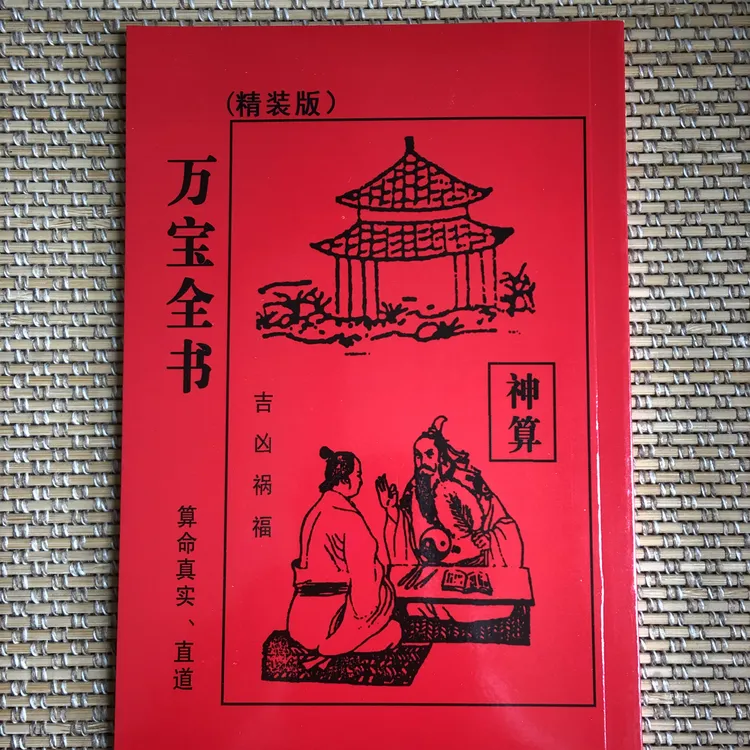 (精装版)
万宝全书
神算
吉凶祸福
算命真实、直道